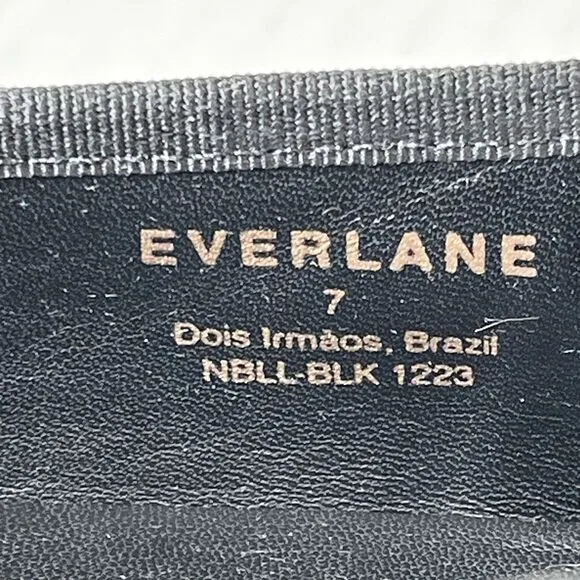 EVERLANE
7
Dois Irmãos, Brazil
NBLL-BLK 1223